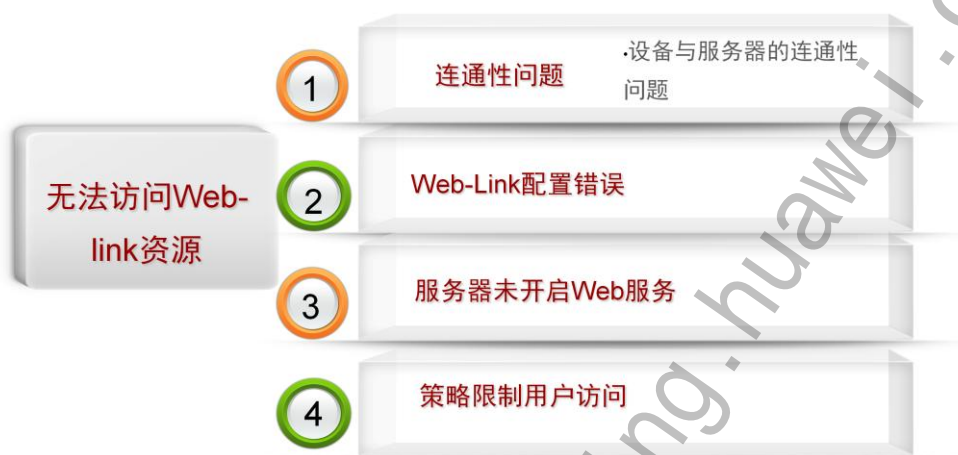 无法访问Web-
link资源
1
连通性问题
·设备与服务器的连通性
问题
2
Web-Link配置错误
3
服务器未开启Web服务
4
策略限制用户访问
ng.huawei.c